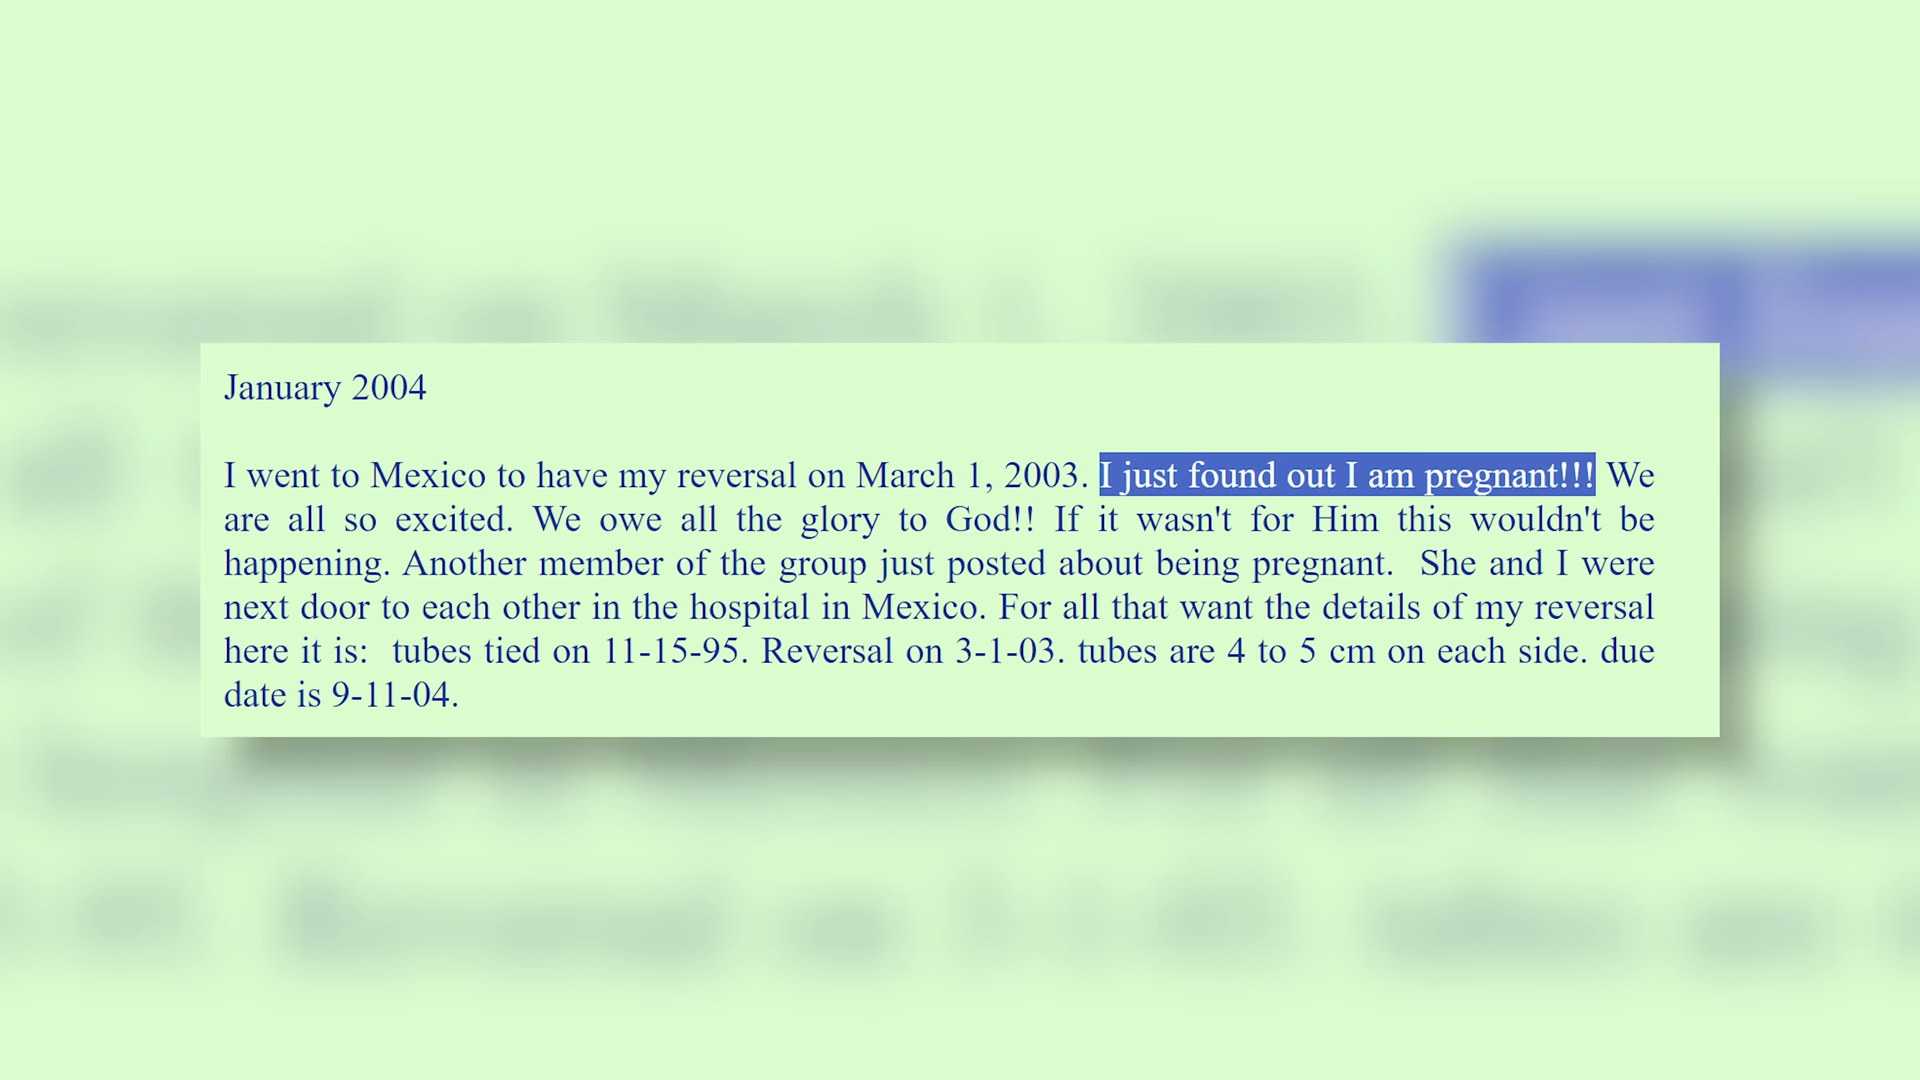 January 2004
I went to Mexico to have my reversal on March 1, 2003. I just found out I am pregnant!!! We
are all so excited. We owe all the glory to God!! If it wasn't for Him this wouldn't be
happening. Another member of the group just posted about being pregnant.  She and I were
next door to each other in the hospital in Mexico. For all that want the details of my reversal
here it is:  tubes tied on 11-15-95. Reversal on 3-1-03. tubes are 4 to 5 cm on each side. due
date is 9-11-04.